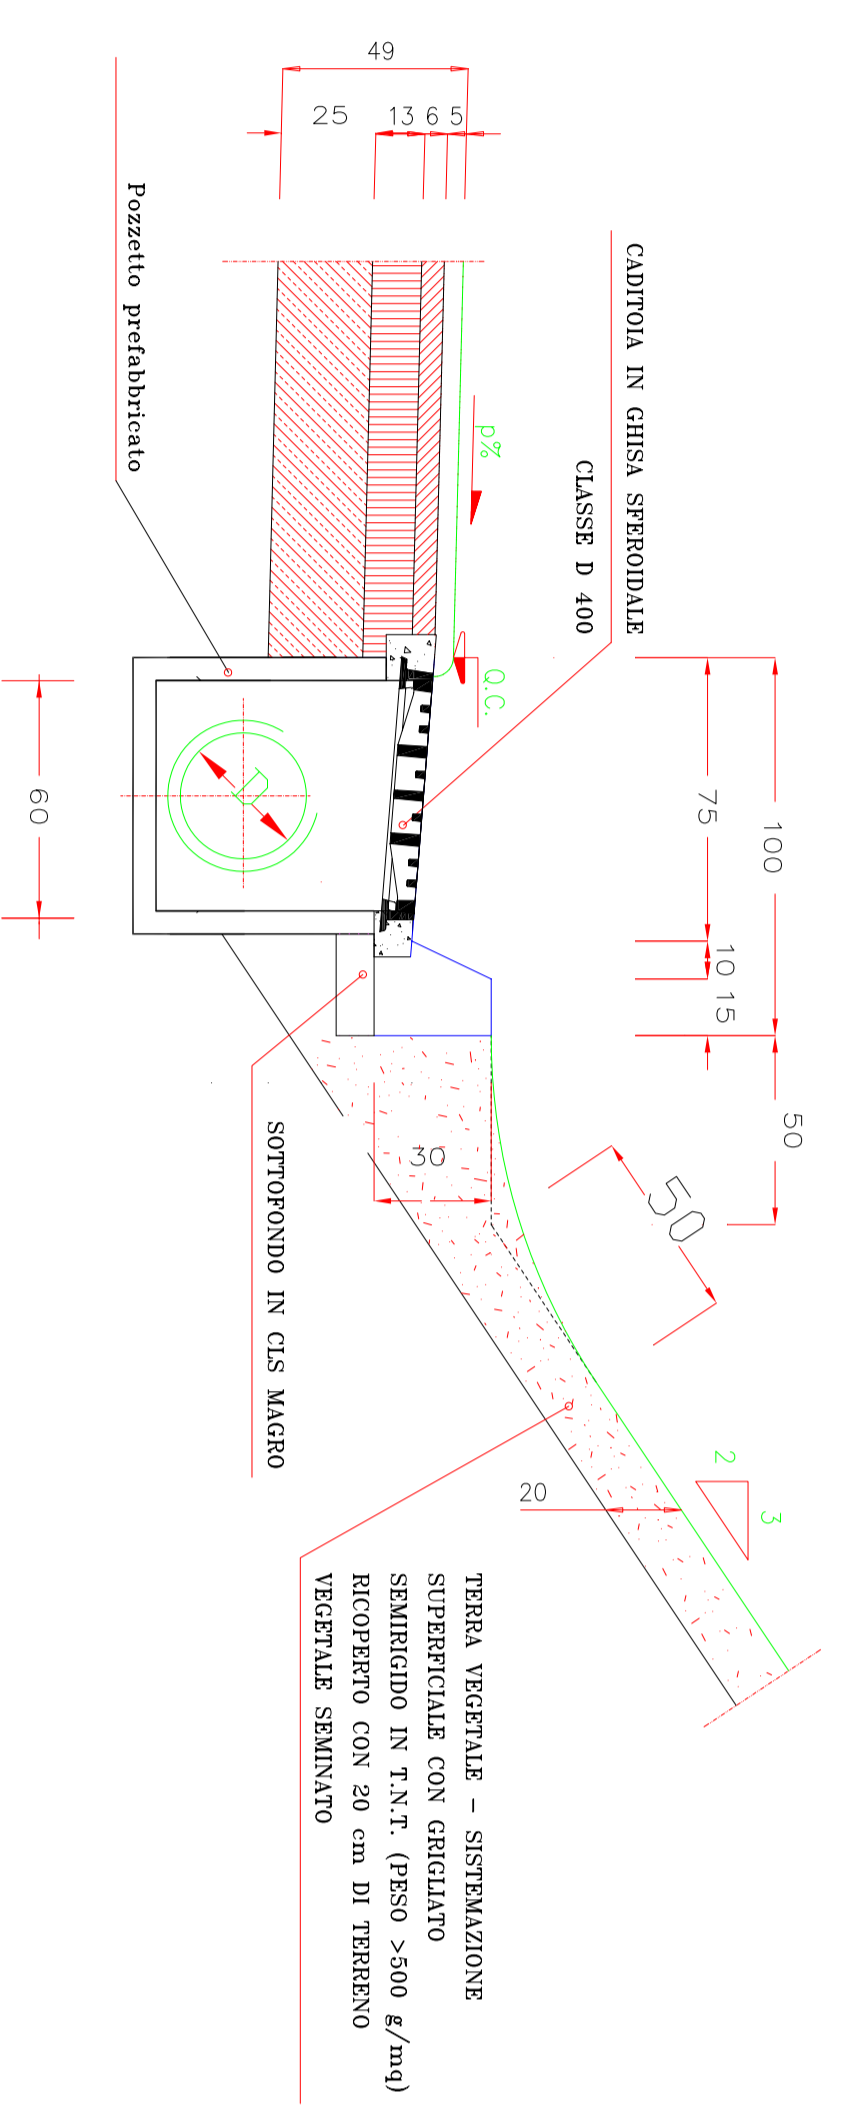 49
25
13
6
5
CADITOIA IN GHISA SFEROIDALE
CLASSE D 400
Pozzetto prefabbricato
p%
Q.C.
D
60
100
75
10
15
50
50
30
SOTTOFONDO IN CLS MAGRO
20
2
3
TERRA VEGETALE – SISTEMAZIONE
SUPERFICIALE CON GRIGLIATO
SEMIRIGIDO IN T.N.T. (PESO >500 g/mq)
RICOPERTO CON 20 cm DI TERRENO
VEGETALE SEMINATO